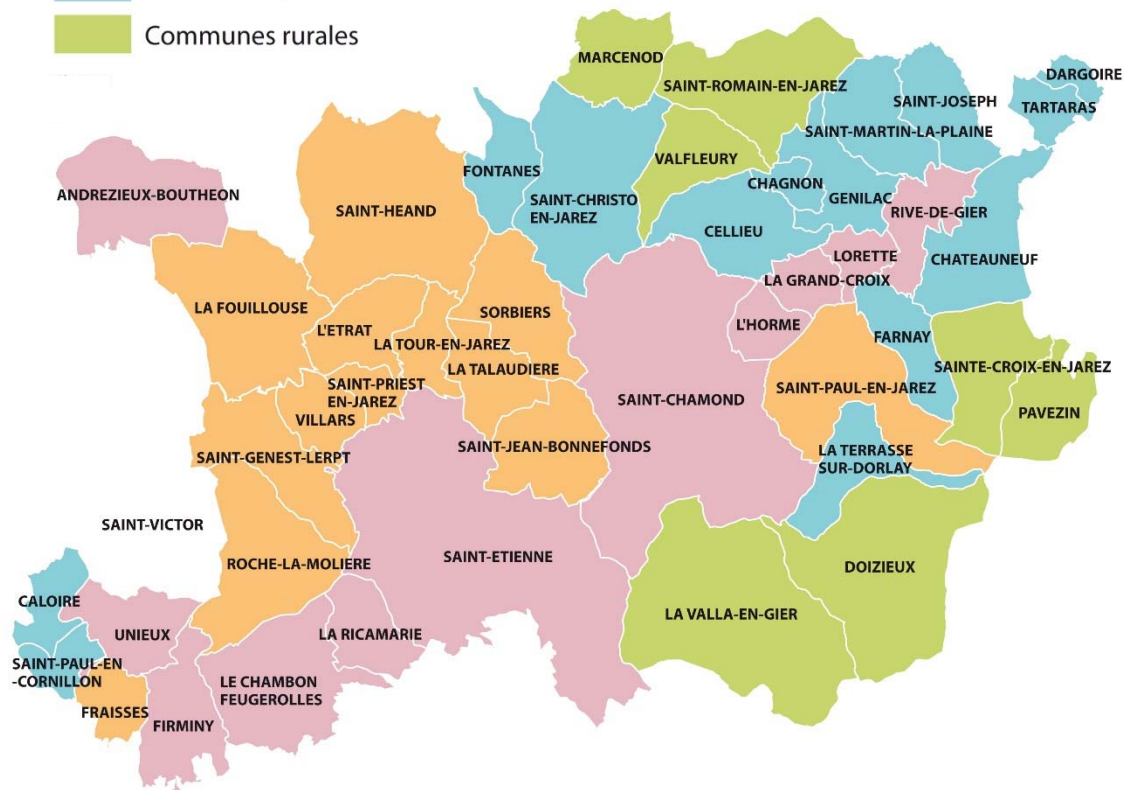 Communes rurales
MARCENOD
SAINT-ROMAIN-EN-JAREZ
DARGOIRE
SAINT-JOSEPH
TARTARAS
SAINT-MARTIN-LA-PLAINE
VALFLEURY
FONTANES
CHAGNON
ANDREZIEUX-BOUTHEON
SAINT-HEAND
SAINT-CHRISTO
EN-JAREZ
GENILAC
RIVE-DE-GIER
CELLIEU
LORETTE
CHATEAUNEUF
LA GRAND-CROIX
LA FOUILLOUSE
SORBIERS
L'ETRAT
L'HORME
FARNAY
LA TOUR-EN-JAREZ
LA TALAUDIERE
SAINTE-CROIX-EN-JAREZ
SAINT-PRIEST
EN-JAREZ
SAINT-PAUL-EN-JAREZ
SAINT-CHAMOND
PAVEZIN
VILLARS
SAINT-JEAN-BONNEFONDS
LA TERRASSE
SUR-DORLAY
SAINT-GENEST-LERPT
SAINT-VICTOR
SAINT-ETIENNE
ROCHE-LA-MOLIERE
DOIZIEUX
CALOIRE
LA VALLA-EN-GIER
UNIEUX
LA RICAMARIE
SAINT-PAUL-EN
-CORNILLON
LE CHAMBON
FEUGEROLLES
FRAISSES
FIRMINY